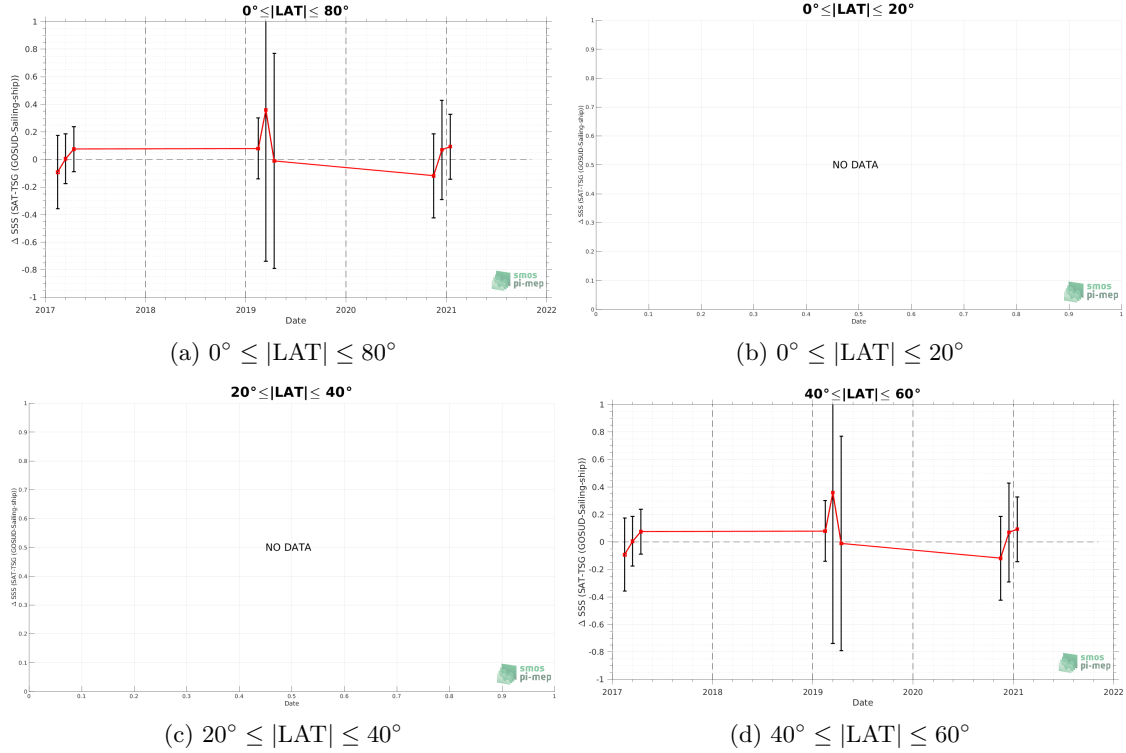 0°≤|LAT|≤ 80°
1
0.8
0.6
0.4
0.2
0
-0.2
-0.4
-0.6
-0.8
-1
Δ SSS (SAT-TSG (GOSUD-Sailing-ship))
2017 2018 2019 2020 2021 2022
Date
smos
pi-mep
(a) 0° ≤ |LAT| ≤ 80°
0°≤|LAT|≤ 20°
1
0.9
0.8
0.7
0.6
0.5
0.4
0.3
0.2
0.1
0
Δ SSS (SAT-TSG (GOSUD-Sailing-ship))
NO DATA
0 0.1 0.2 0.3 0.4 0.5 0.6 0.7 0.8 0.9 1
Date
smos
pi-mep
(b) 0° ≤ |LAT| ≤ 20°
20°≤|LAT|≤ 40°
1
0.9
0.8
0.7
0.6
0.5
0.4
0.3
0.2
0.1
0
Δ SSS (SAT-TSG (GOSUD-Sailing-ship))
NO DATA
0 0.1 0.2 0.3 0.4 0.5 0.6 0.7 0.8 0.9 1
Date
smos
pi-mep
(c) 20° ≤ |LAT| ≤ 40°
40°≤|LAT|≤ 60°
1
0.8
0.6
0.4
0.2
0
-0.2
-0.4
-0.6
-0.8
-1
Δ SSS (SAT-TSG (GOSUD-Sailing-ship))
2017 2018 2019 2020 2021 2022
Date
smos
pi-mep
(d) 40° ≤ |LAT| ≤ 60°